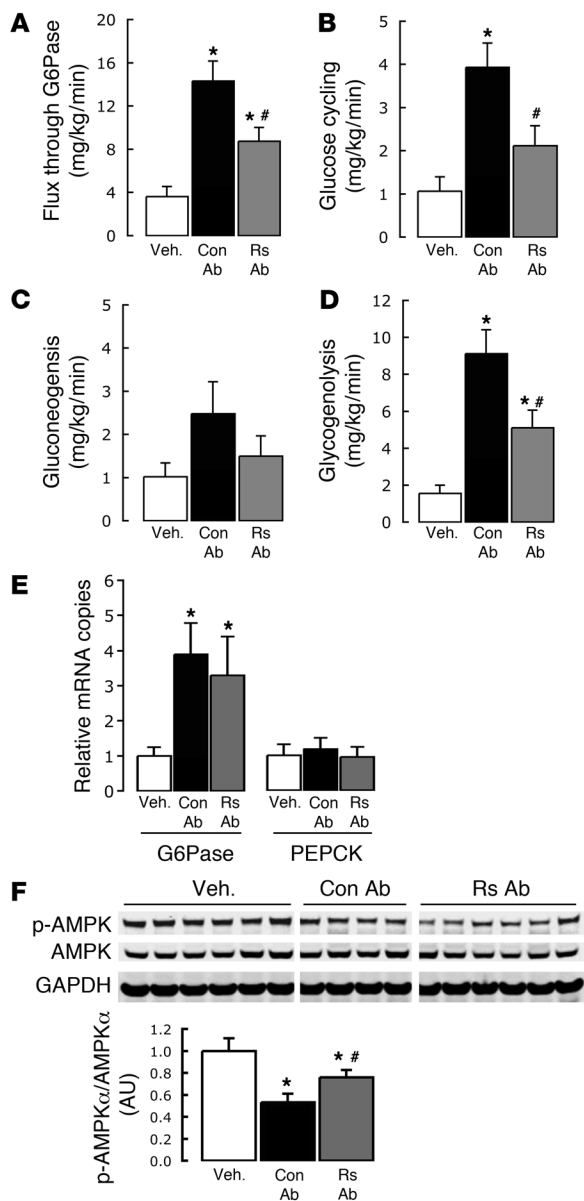 A
Flux through G6Pase
(mg/kg/min)
20
16
12
8
4
0
*
* #
Veh.
Con
Ab
Rs
Ab
B
Glucose cycling
(mg/kg/min)
5
4
3
2
1
0
*
#
Veh.
Con
Ab
Rs
Ab
C
Gluconeogensis
(mg/kg/min)
5
4
3
2
1
0
Veh.
Con
Ab
Rs
Ab
D
Glycogenolysis
(mg/kg/min)
12
10
8
6
4
2
0
*
* #
Veh.
Con
Ab
Rs
Ab
E
Relative mRNA copies
6
5
4
3
2
1
0
*
*
Veh.
Con
Ab
Rs
Ab
Veh.
Con
Ab
Rs
Ab
G6Pase
PEPCK
F
Veh.
Con Ab
Rs Ab
p-AMPK
AMPK
GAPDH
p-AMPKα/AMPKα
(AU)
1.2
1.0
0.8
0.6
0.4
0.2
0.0
*
* #
Veh.
Con
Ab
Rs
Ab